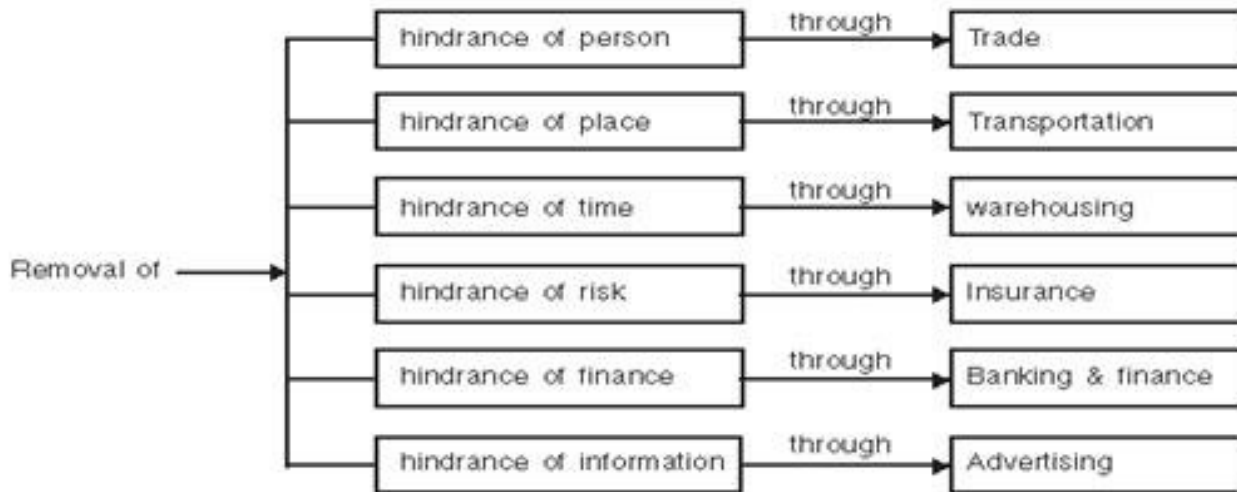 hindrance of person through Trade
hindrance of place through Transportation
hindrance of time through warehousing
Removal of
hindrance of risk through Insurance
hindrance of finance through Banking & finance
hindrance of information through Advertising